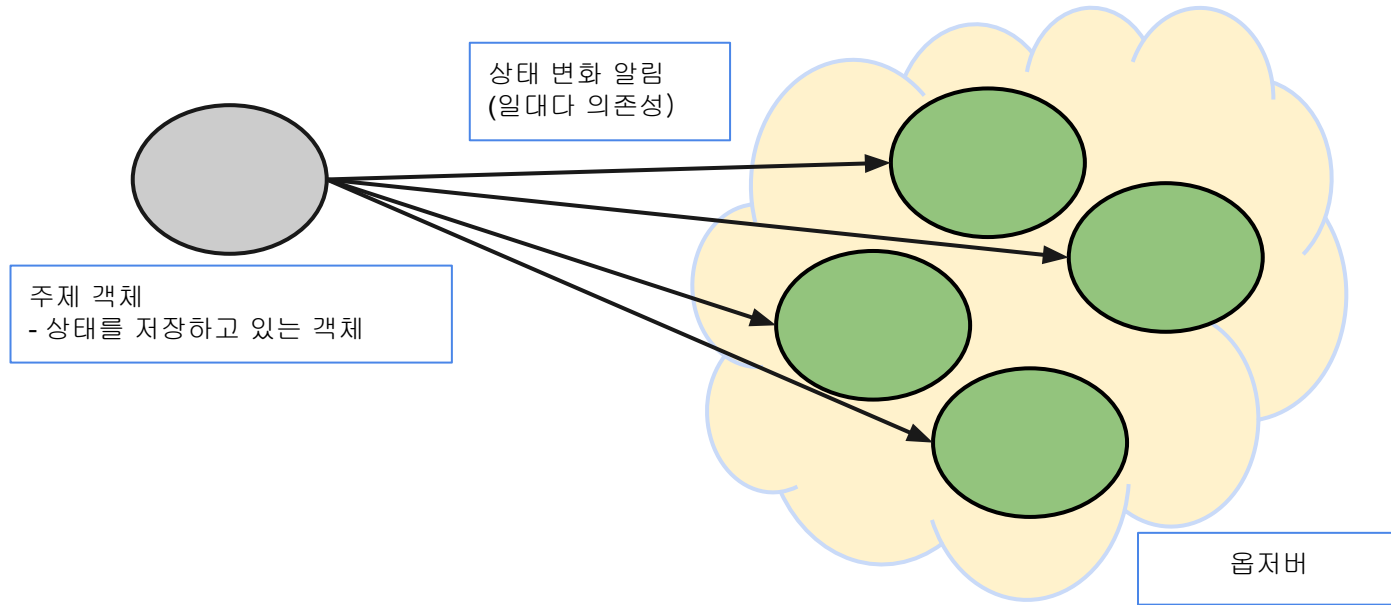 상태 변화 알림
(일대다 의존성)
주제 객체
- 상태를 저장하고 있는 객체
옵저버